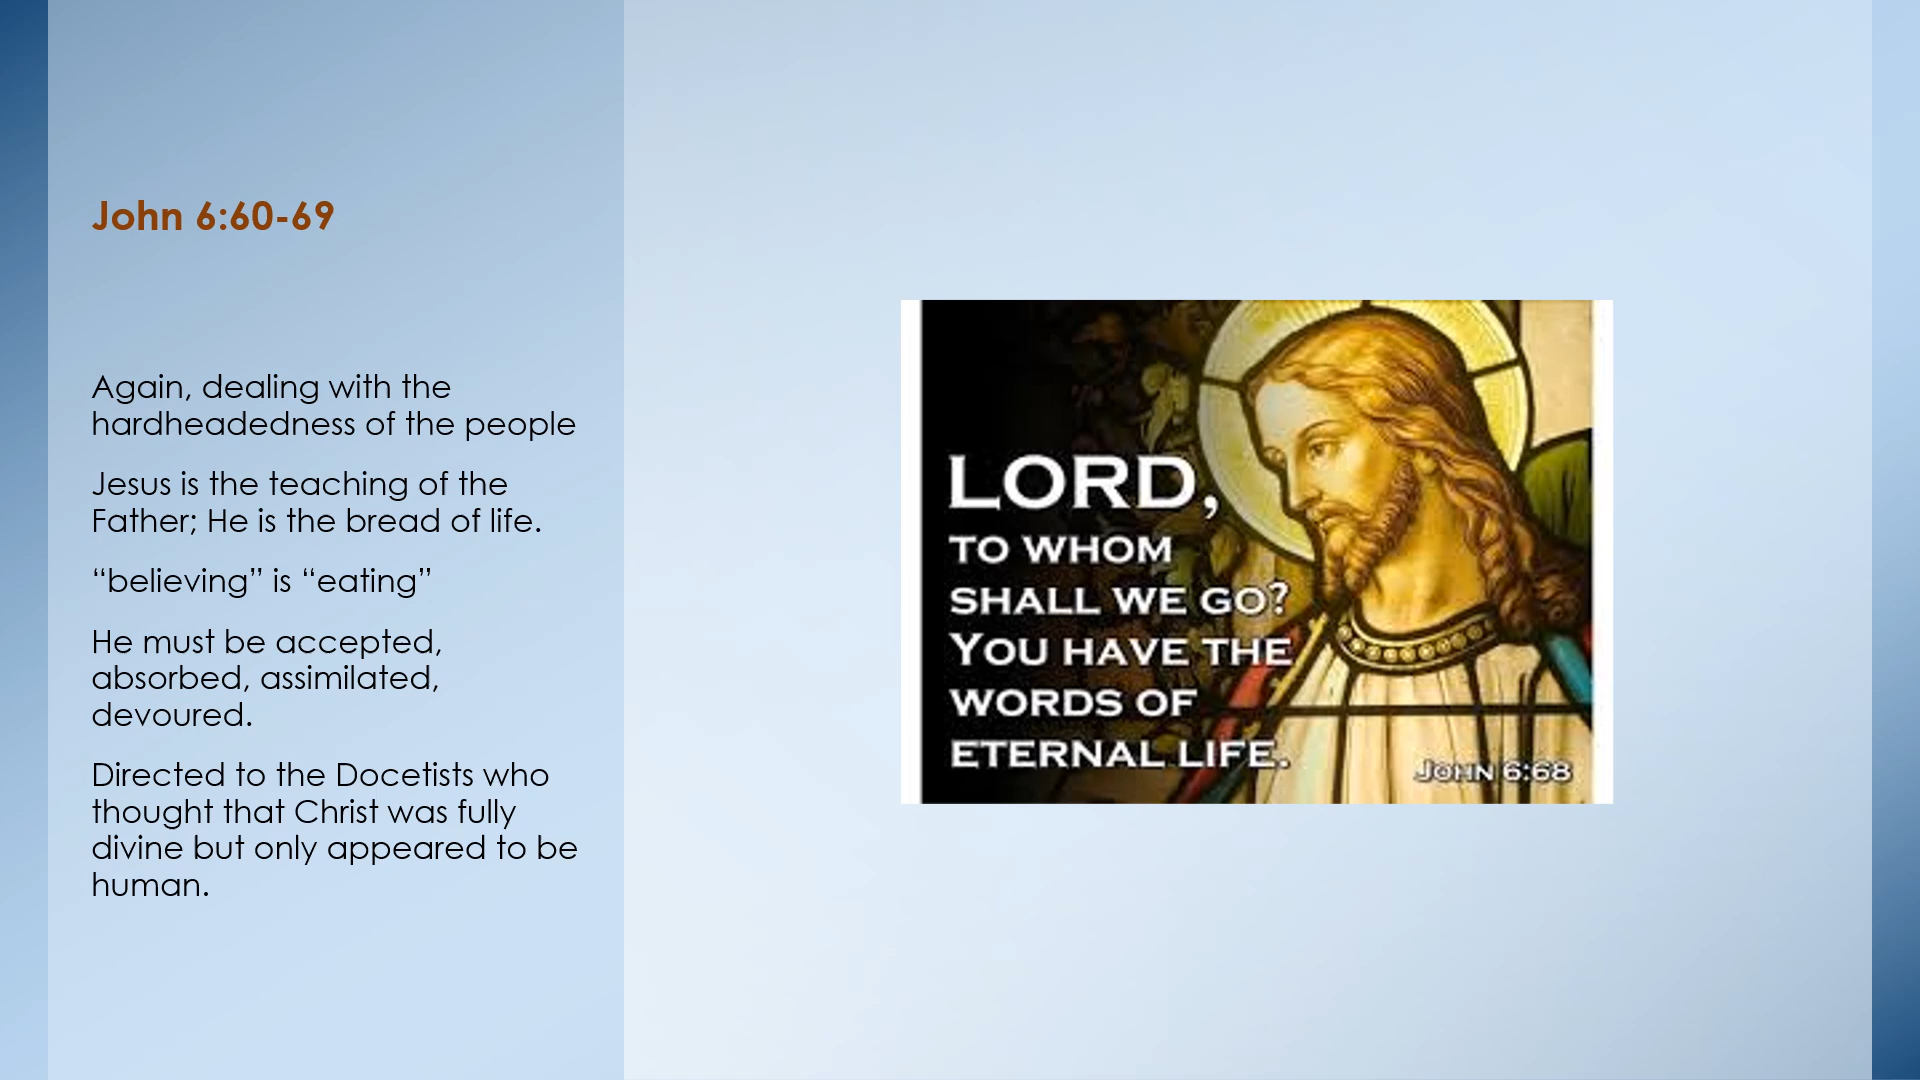 John 6:60-69
Again, dealing with the
hardheadedness of the people
Jesus is the teaching of the
Father; He is the bread of life.
“believing” is “eating”
He must be accepted,
absorbed, assimilated,
devoured.
Directed to the Docetists who
thought that Christ was fully
divine but only appeared to be
human.
LORD,
TO WHOM
SHALL WE GO?
YOU HAVE THE
WORDS OF
ETERNAL LIFE.
JOHN 6:68